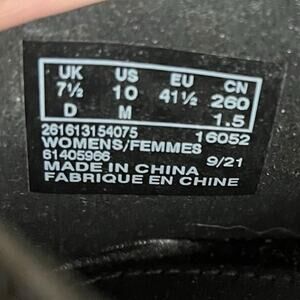 UK US EU CN
7½ 10 41½ 260
D M 1.5
261613154075 16052
WOMENS/FEMMES
61405966 9/21
MADE IN CHINA
FABRIQUE EN CHINE